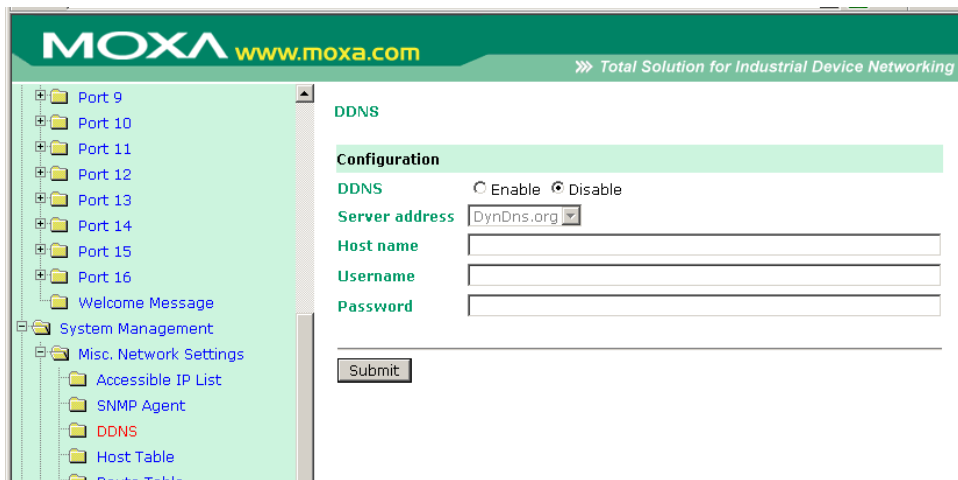 MOXA www.moxa.com
Total Solution for Industrial Device Networking
Port 9
Port 10
Port 11
Port 12
Port 13
Port 14
Port 15
Port 16
Welcome Message
System Management
Misc. Network Settings
Accessible IP List
SNMP Agent
DDNS
Host Table
Route Table
DDNS
Configuration
DDNS Enable Disable
Server address DynDns.org
Host name
Username
Password
Submit